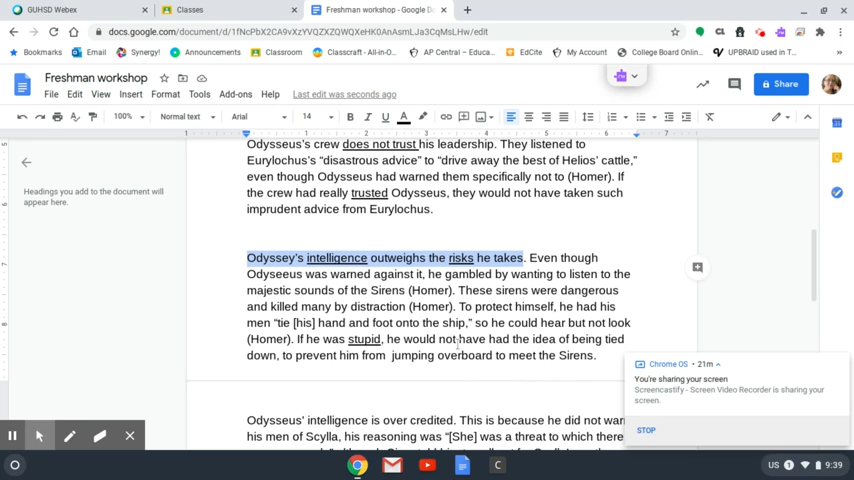 GUHSD Webex
Classes
Freshman workshop - Google Do
docs.google.com/document/d/1fNcPbX2CA9vXzYVQZXZQWXeHK0AnAsmLJa3CqMsLHw/edit
Bookmarks Email Synergy! Announcements Classroom Classcraft - All-in-O... AP Central – Educa... EdCite My Account College Board Onlin... UPBRAID used in T...
Freshman workshop
Share
File Edit View Insert Format Tools Add-ons Help Last edit was seconds ago
100% Normal text Arial 14 B I U A
1 1 2 3 4 5 6 7
Headings you add to the document will
appear here.
Odysseus's crew does not trust his leadership. They listened to
Eurylochus's “disastrous advice” to “drive away the best of Helios’ cattle,”
even though Odysseus had warned them specifically not to (Homer). If
the crew had really trusted Odysseus, they would not have taken such
imprudent advice from Eurylochus.
Odyssey’s intelligence outweighs the risks he takes. Even though
Odyseeus was warned against it, he gambled by wanting to listen to the
majestic sounds of the Sirens (Homer). These sirens were dangerous
and killed many by distraction (Homer). To protect himself, he had his
men “tie [his] hand and foot onto the ship,” so he could hear but not look
(Homer). If he was stupid, he would not have had the idea of being tied
down, to prevent him from jumping overboard to meet the Sirens.
Odysseus’ intelligence is over credited. This is because he did not warn
his men of Scylla, his reasoning was “[She] was a threat to which there
Chrome OS • 21m
You're sharing your screen
Screencastify - Screen Video Recorder is sharing your
screen.
STOP
US 1 9:39